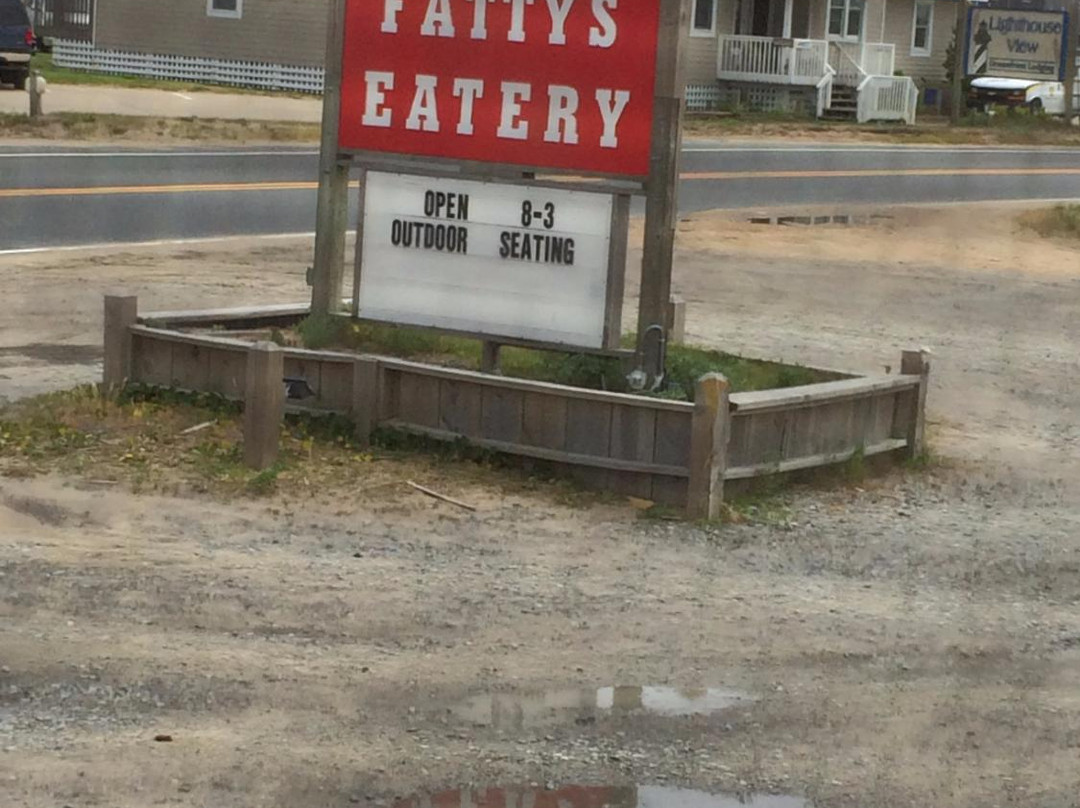 FATTYS
EATERY
OPEN 8-3
OUTDOOR SEATING
Lighthouse
View